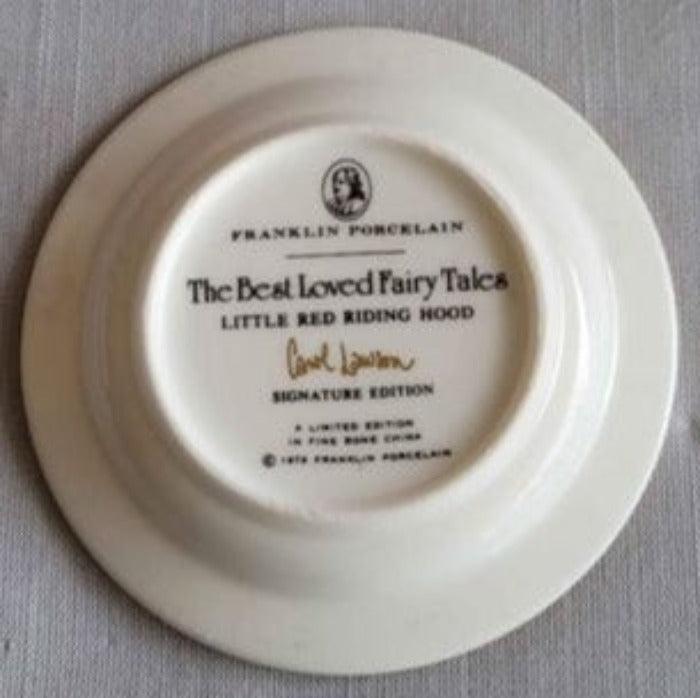 FRANKLIN PORCELAIN
The Best Loved Fairy Tales
LITTLE RED RIDING HOOD
Carol Lawson
SIGNATURE EDITION
A LIMITED EDITION
IN FINE BONE CHINA
© FRANKLIN PORCELAIN